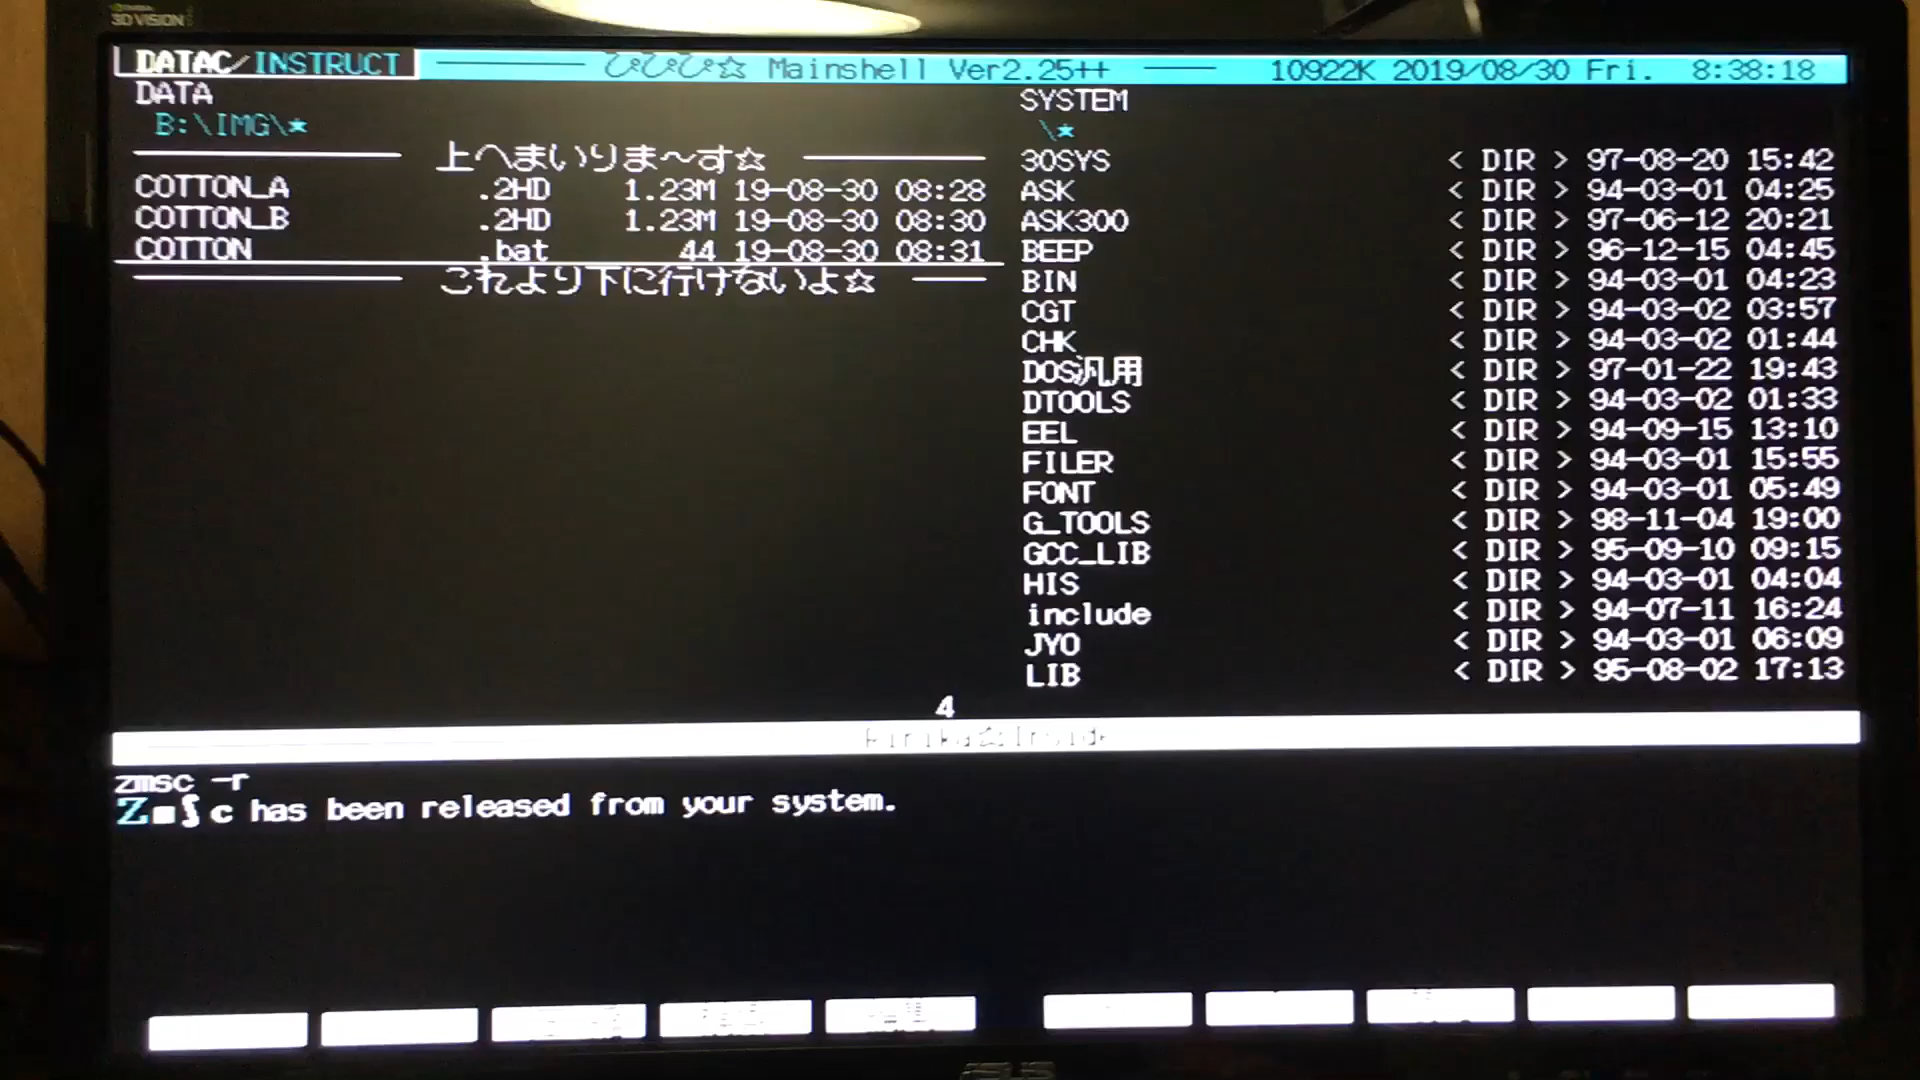 3D VISION
DATAC/INSTRUCT ぴぴぴ☆ Mainshell Ver2.25++ 10922K 2019/08/30 Fri. 8:38:18
DATA
B:\IMG\*
上へまいりま〜す☆
COTTON_A .2HD 1.23M 19-08-30 08:28
COTTON_B .2HD 1.23M 19-08-30 08:30
COTTON .bat 44 19-08-30 08:31
これより下に行けないよ☆
SYSTEM
\*
30SYS < DIR > 97-08-20 15:42
ASK < DIR > 94-03-01 04:25
ASK300 < DIR > 97-06-12 20:21
BEEP < DIR > 96-12-15 04:45
BIN < DIR > 94-03-01 04:23
CGT < DIR > 94-03-02 03:57
CHK < DIR > 94-03-02 01:44
DOS汎用 < DIR > 97-01-22 19:43
DTOOLS < DIR > 94-03-02 01:33
EEL < DIR > 94-09-15 13:10
FILER < DIR > 94-03-01 15:55
FONT < DIR > 94-03-01 05:49
G_TOOLS < DIR > 98-11-04 19:00
GCC_LIB < DIR > 95-09-10 09:15
HIS < DIR > 94-03-01 04:04
include < DIR > 94-07-11 16:24
JYO < DIR > 94-03-01 06:09
LIB < DIR > 95-08-02 17:13
4
zmsc -r
Z■∫c has been released from your system.